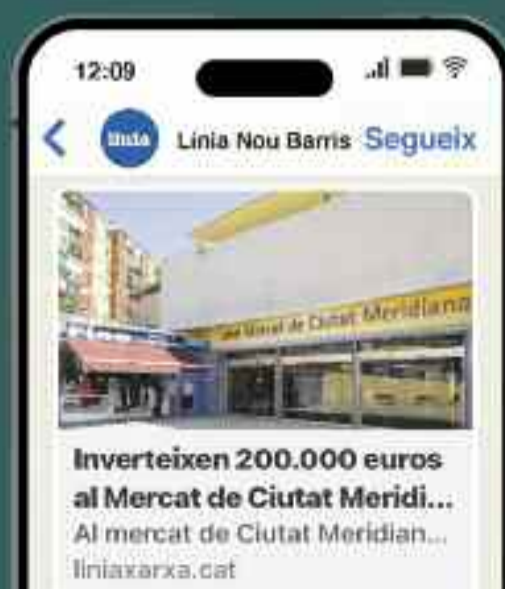 12:09
línia Línia Nou Barris Segueix
Mercat de Ciutat Meridiana
Inverteixen 200.000 euros
al Mercat de Ciutat Meridi...
Al mercat de Ciutat Meridian...
liniaxarxa.cat